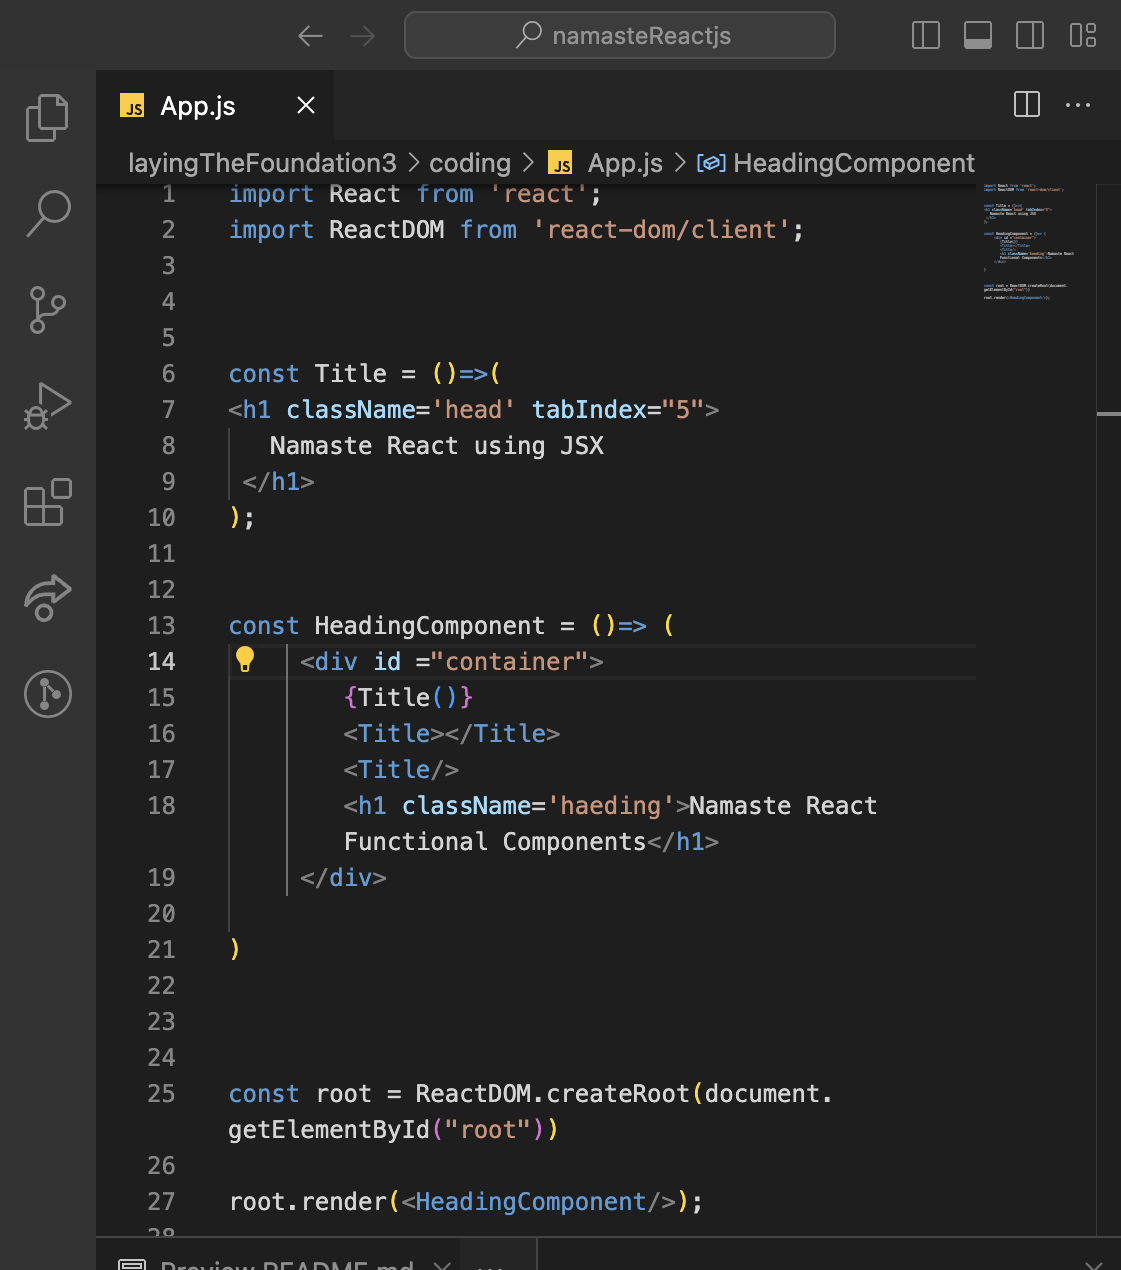 namasteReactjs
JS App.js
layingTheFoundation3 > coding > JS App.js > HeadingComponent
1 import React from 'react';
2 import ReactDOM from 'react-dom/client';
3
4
5
6 const Title = ()=>(
7 <h1 className='head' tabIndex="5">
8 Namaste React using JSX
9 </h1>
10 );
11
12
13 const HeadingComponent = ()=> (
14 <div id ="container">
15 {Title()}
16 <Title></Title>
17 <Title/>
18 <h1 className='haeding'>Namaste React
Functional Components</h1>
19 </div>
20
21 )
22
23
24
25 const root = ReactDOM.createRoot(document.
getElementById("root"))
26
27 root.render(<HeadingComponent/>);
28
Preview README.md